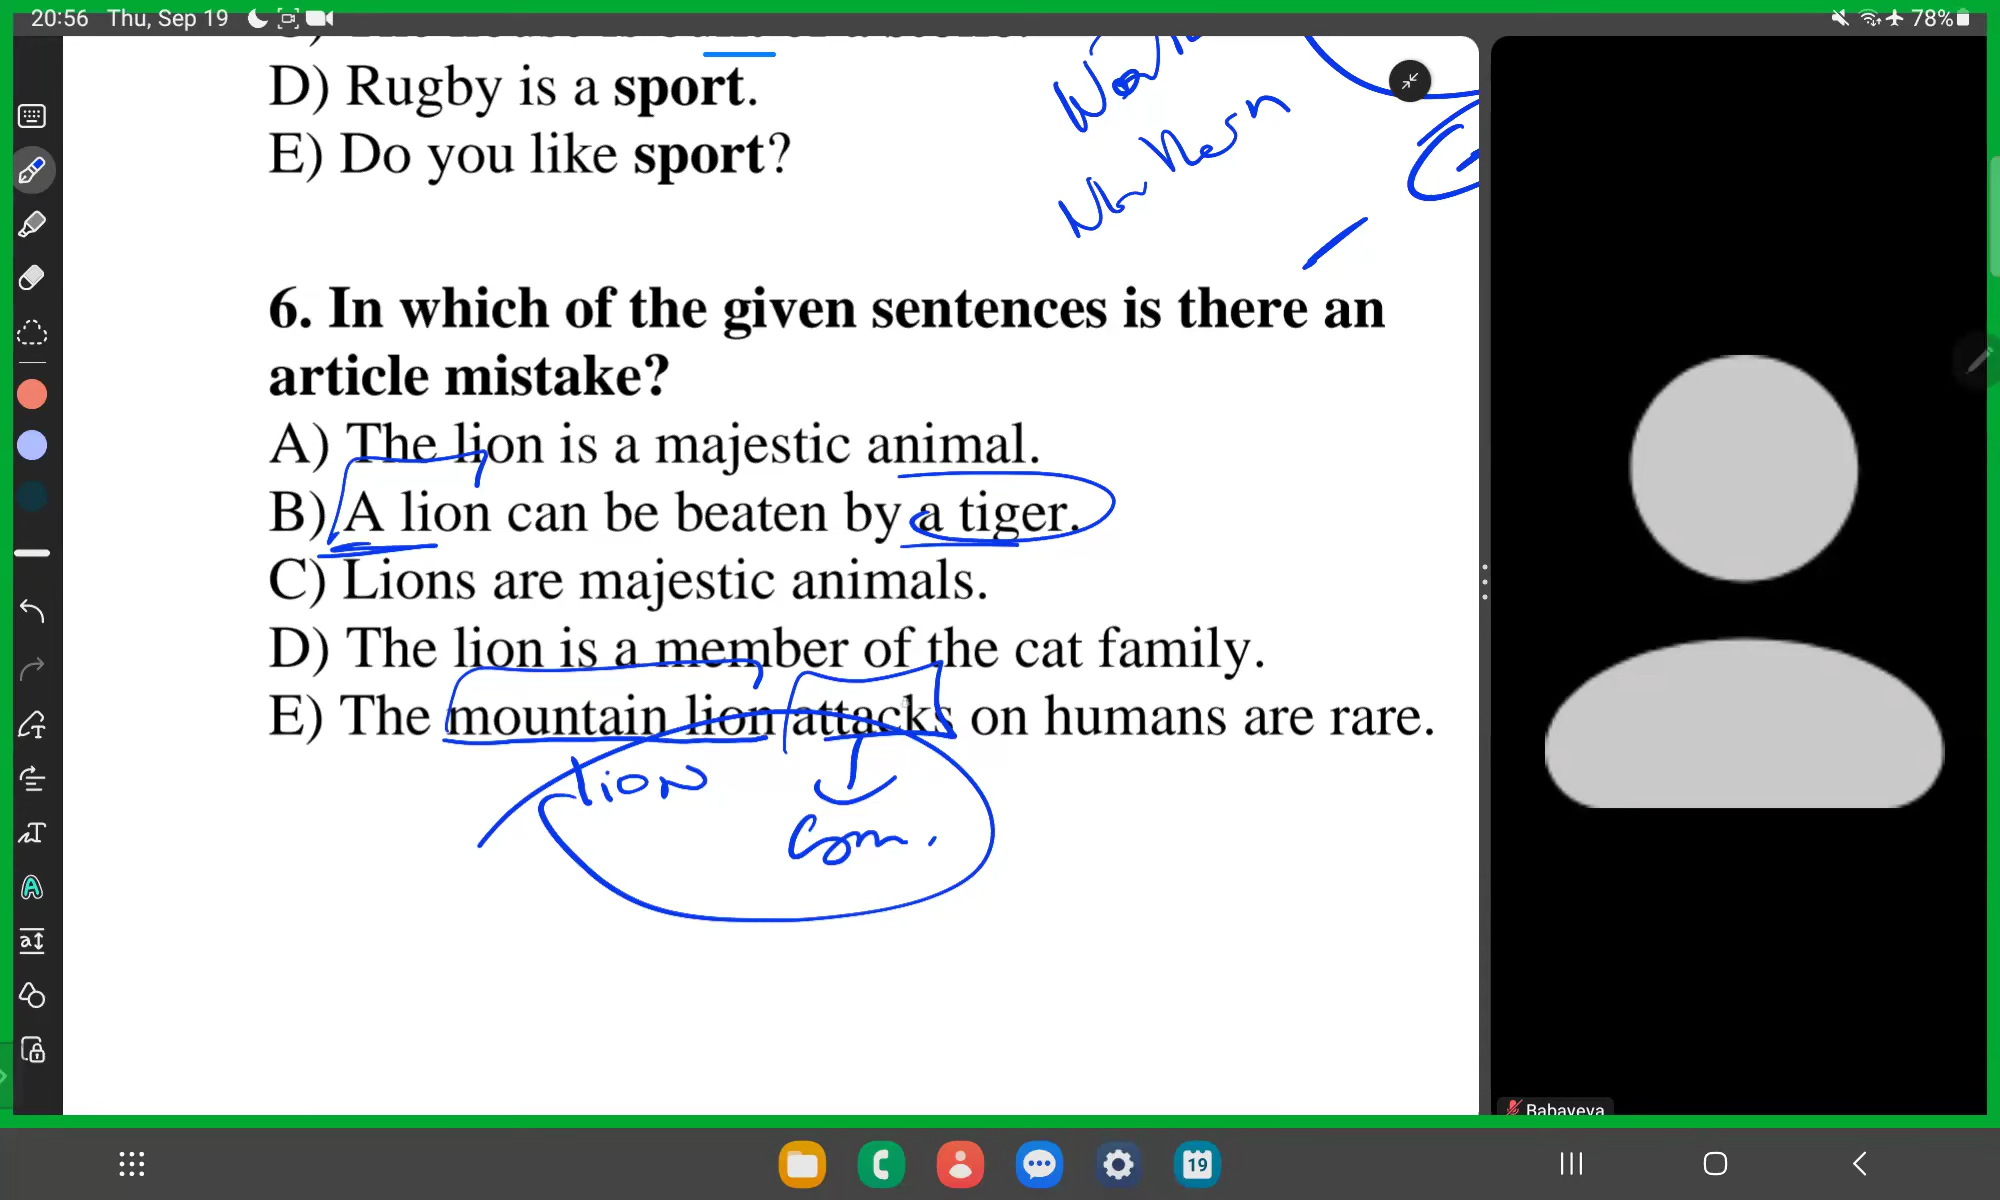 20:56 Thu, Sep 19 78%
D) Rugby is a sport.
E) Do you like sport?
6. In which of the given sentences is there an
article mistake?
A) The lion is a majestic animal.
B) A lion can be beaten by a tiger.
C) Lions are majestic animals.
D) The lion is a member of the cat family.
E) The mountain lion attacks on humans are rare.
lion
Com.
Babayeva
19